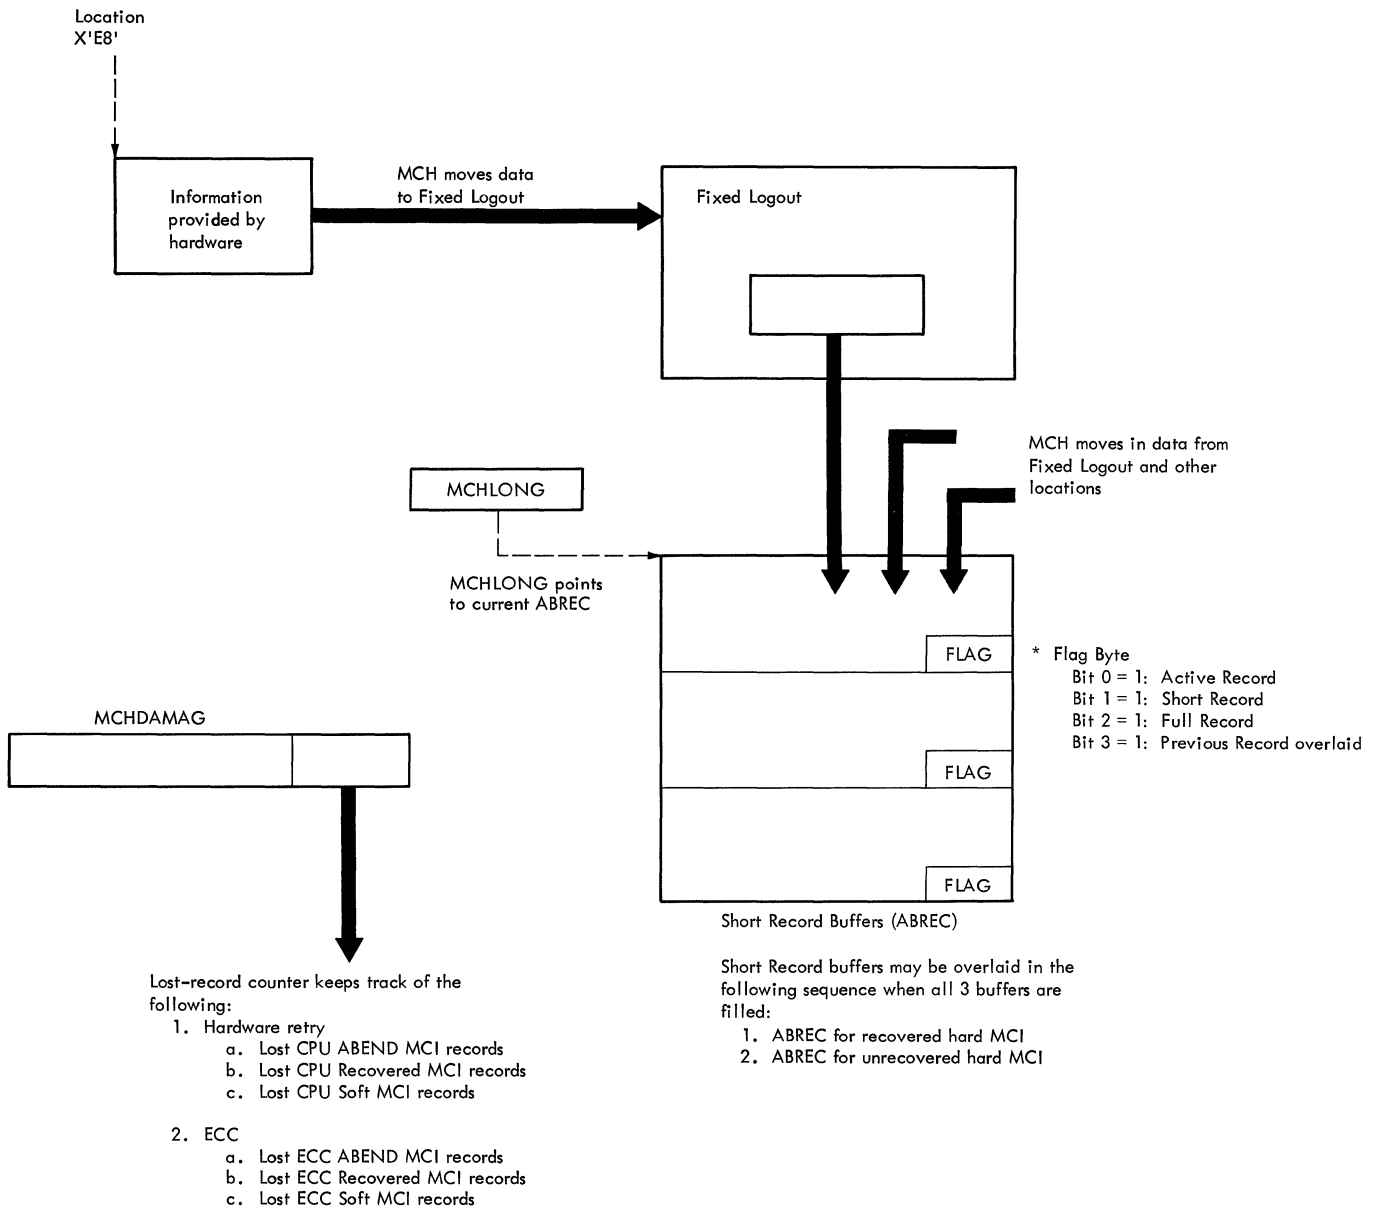 Location
X'E8'
Information
provided by
hardware
MCH moves data
to Fixed Logout
Fixed Logout
MCH moves in data from
Fixed Logout and other
locations
MCHLONG
MCHLONG points
to current ABREC
FLAG
* Flag Byte
Bit 0 = 1: Active Record
Bit 1 = 1: Short Record
Bit 2 = 1: Full Record
Bit 3 = 1: Previous Record overlaid
FLAG
FLAG
MCHDAMAG
Short Record Buffers (ABREC)
Short Record buffers may be overlaid in the
following sequence when all 3 buffers are
filled:
1. ABREC for recovered hard MCI
2. ABREC for unrecovered hard MCI
Lost-record counter keeps track of the
following:
1. Hardware retry
a. Lost CPU ABEND MCI records
b. Lost CPU Recovered MCI records
c. Lost CPU Soft MCI records
2. ECC
a. Lost ECC ABEND MCI records
b. Lost ECC Recovered MCI records
c. Lost ECC Soft MCI records